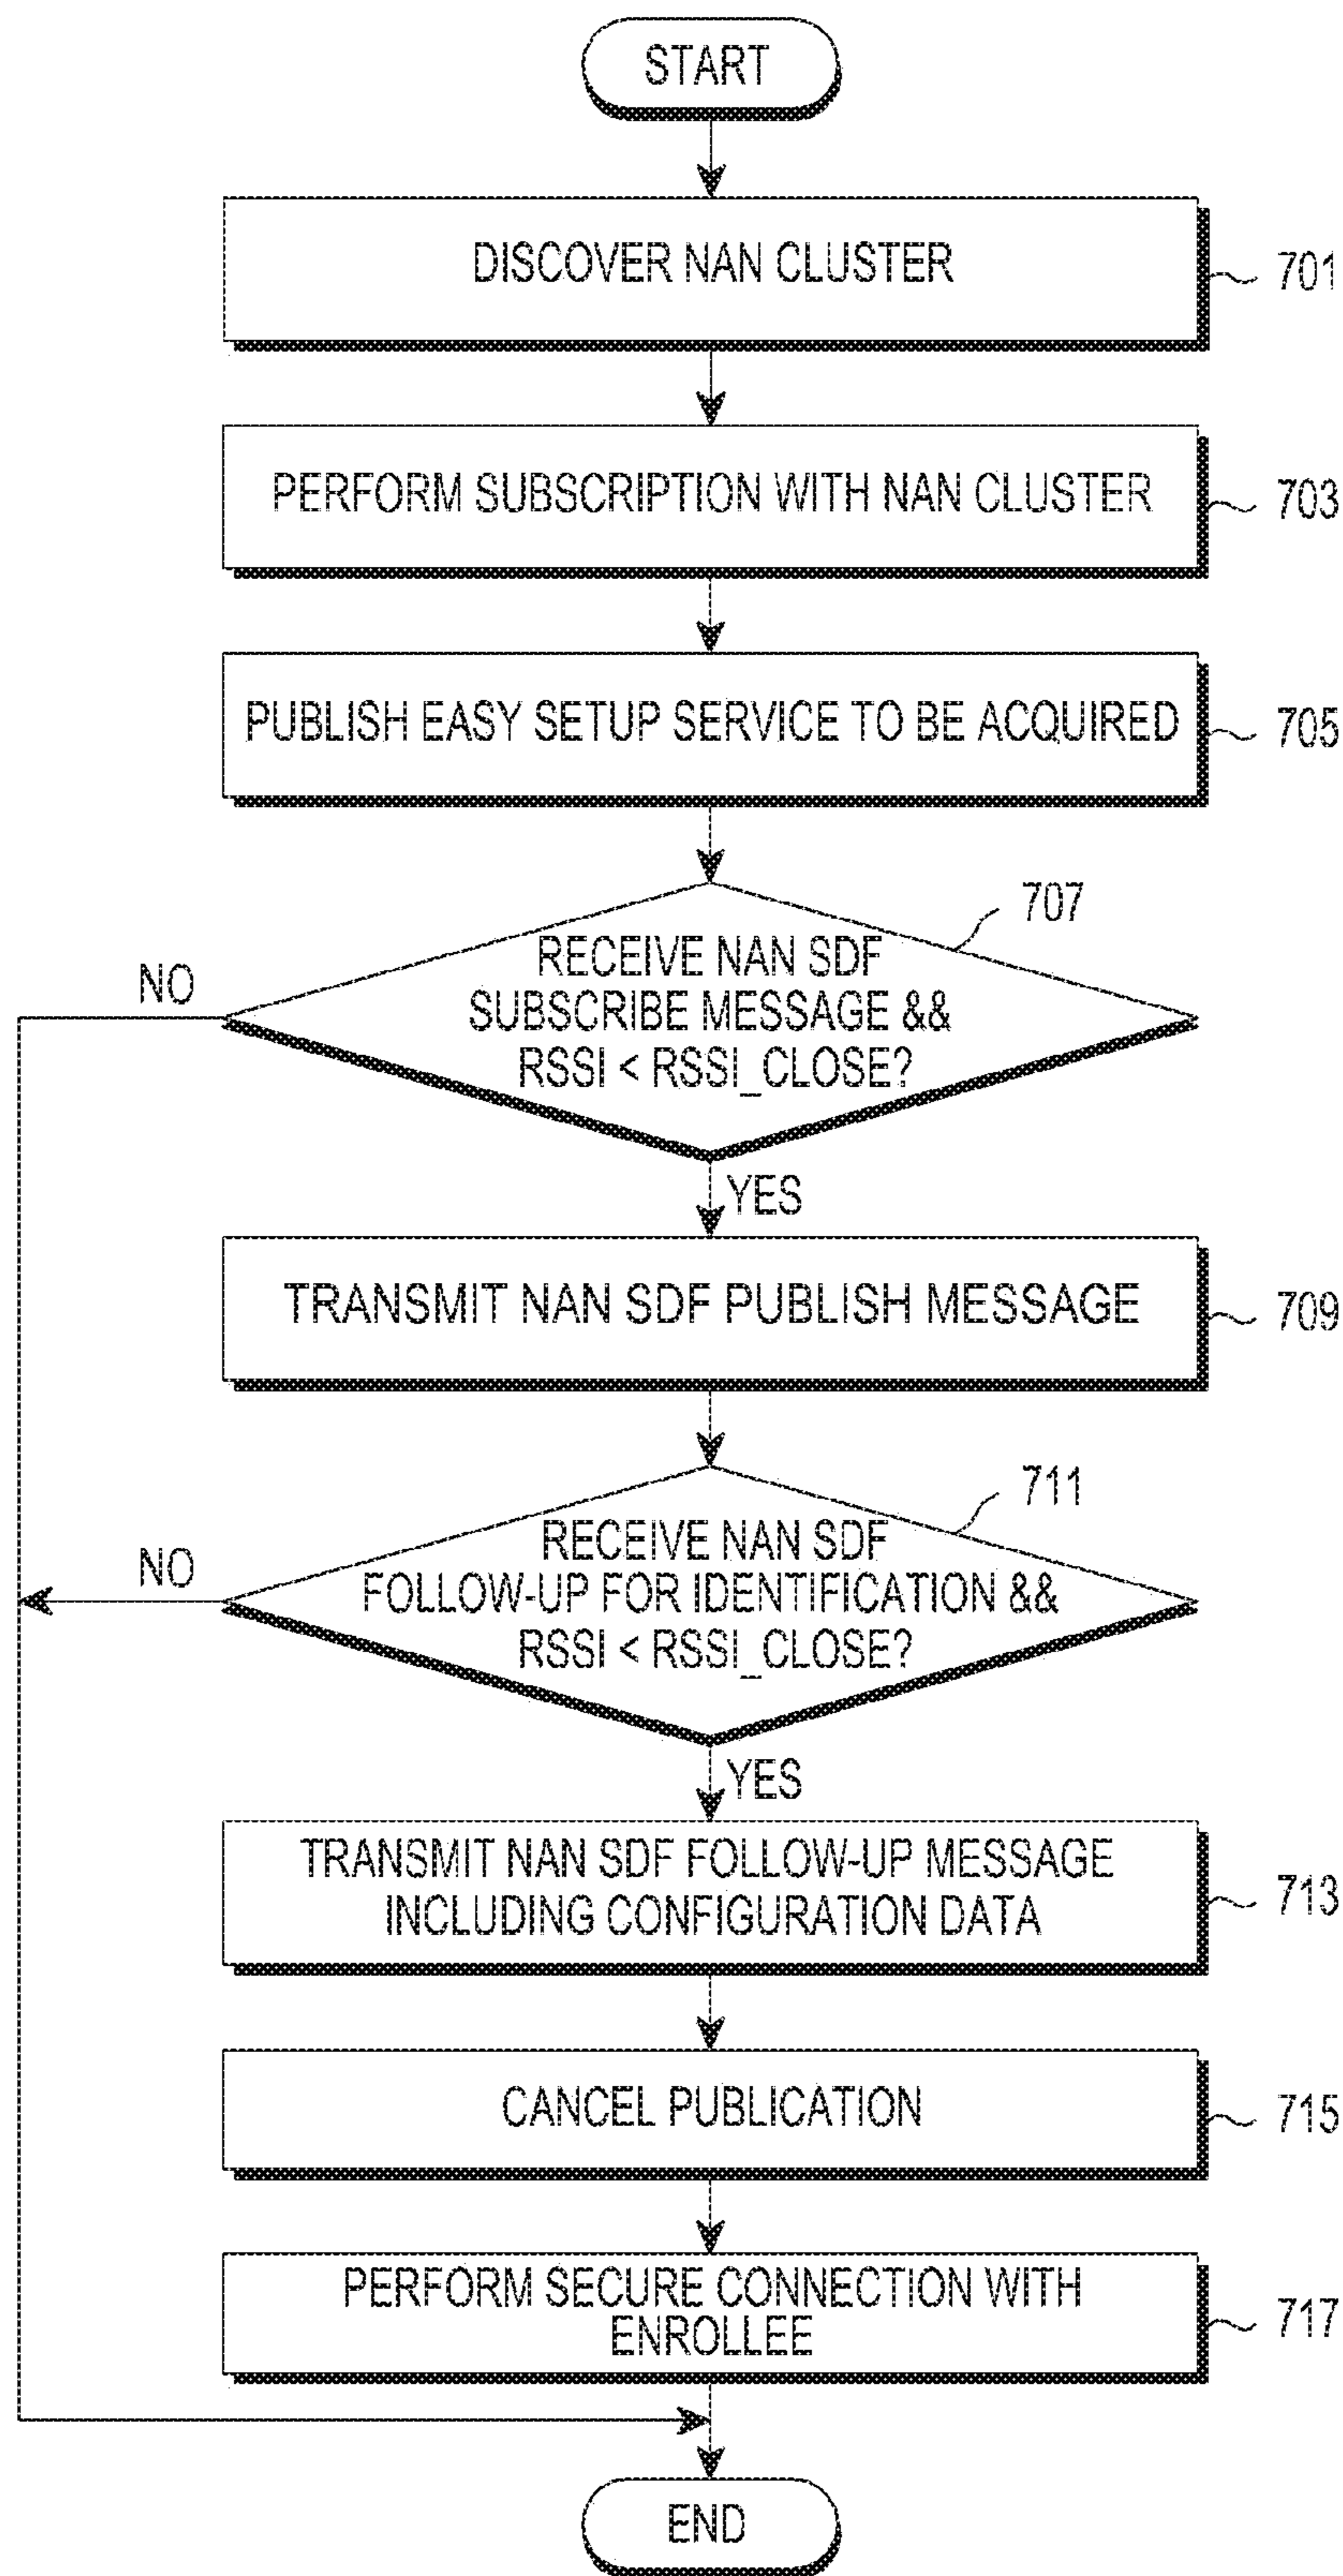 START
DISCOVER NAN CLUSTER
701
PERFORM SUBSCRIPTION WITH NAN CLUSTER
703
PUBLISH EASY SETUP SERVICE TO BE ACQUIRED
705
707
RECEIVE NAN SDF
SUBSCRIBE MESSAGE &&
RSSI < RSSI_CLOSE?
NO
YES
TRANSMIT NAN SDF PUBLISH MESSAGE
709
711
RECEIVE NAN SDF
FOLLOW-UP FOR IDENTIFICATION &&
RSSI < RSSI_CLOSE?
NO
YES
TRANSMIT NAN SDF FOLLOW-UP MESSAGE
INCLUDING CONFIGURATION DATA
713
CANCEL PUBLICATION
715
PERFORM SECURE CONNECTION WITH
ENROLLEE
717
END